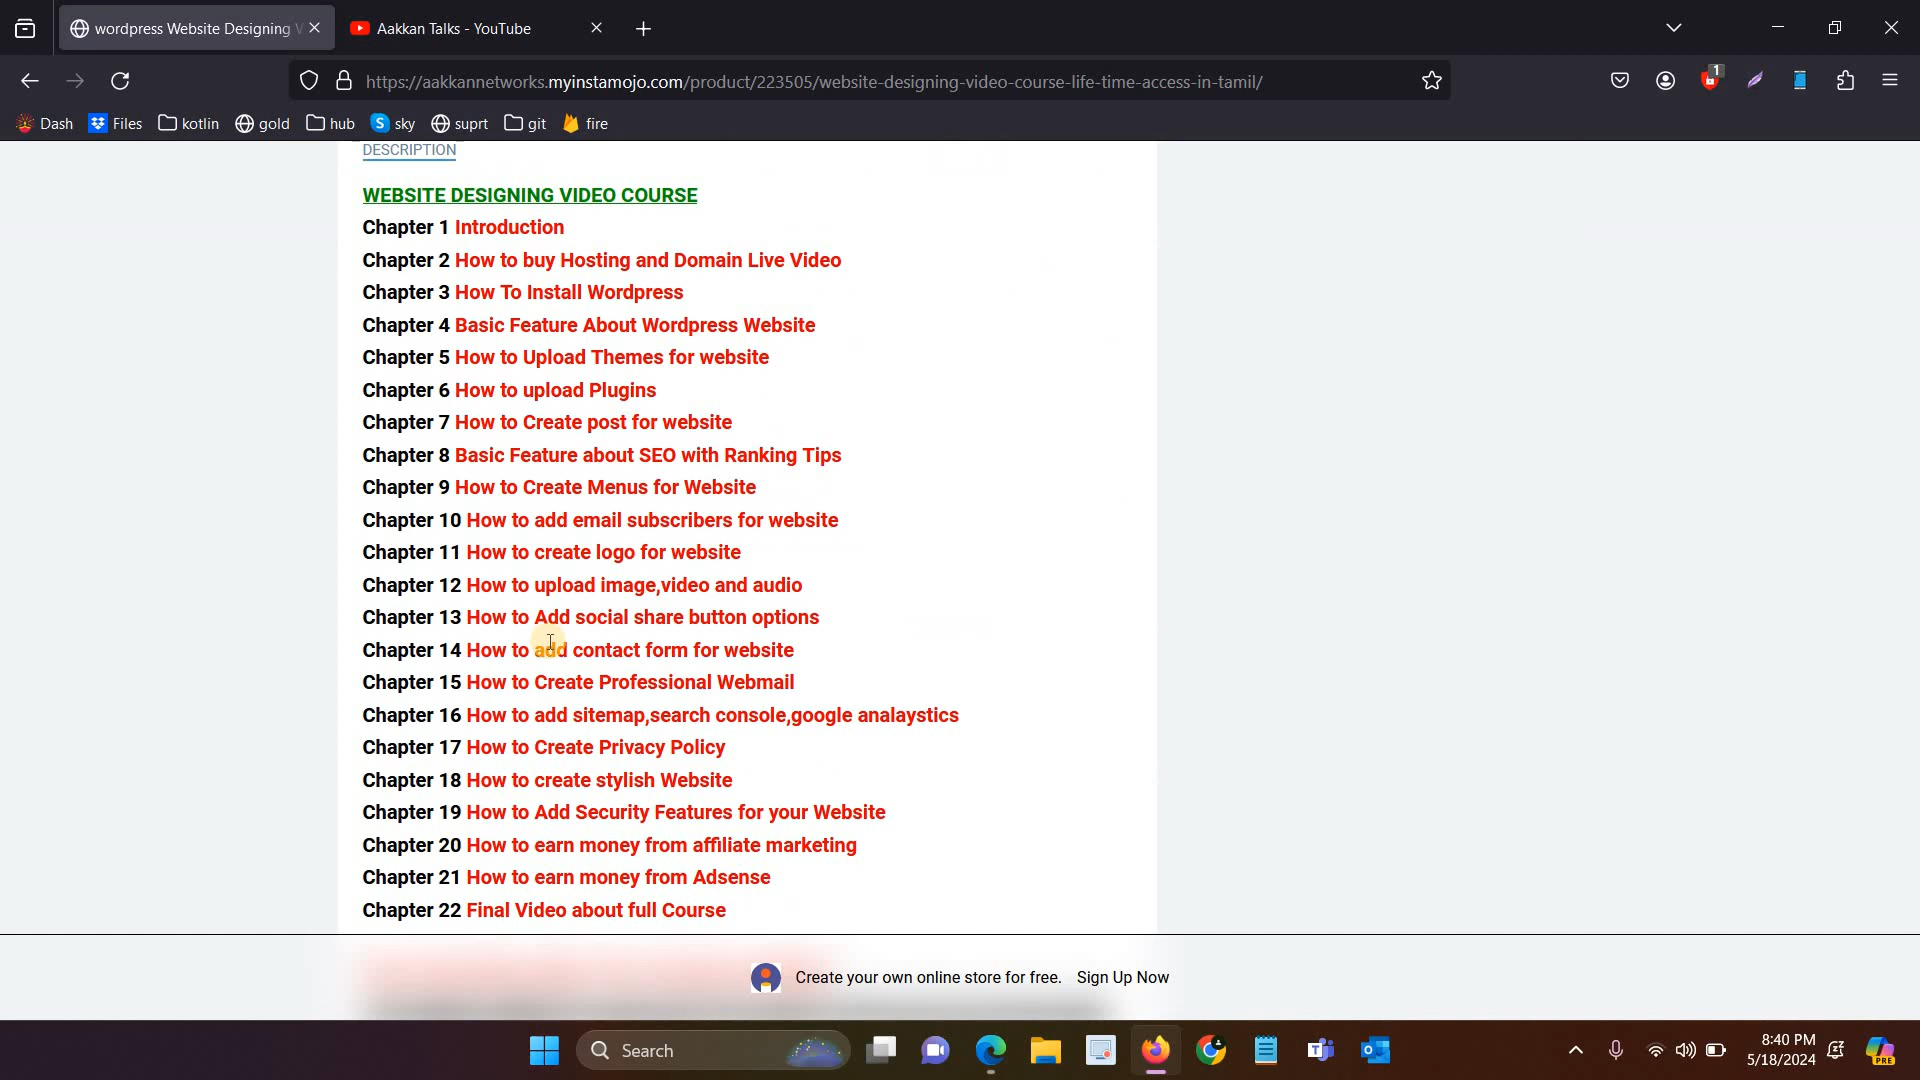 wordpress Website Designing V
Aakkan Talks - YouTube
https://aakkannetworks.myinstamojo.com/product/223505/website-designing-video-course-life-time-access-in-tamil/
1
Dash Files kotlin gold hub sky suprt git fire
DESCRIPTION
WEBSITE DESIGNING VIDEO COURSE
Chapter 1 Introduction
Chapter 2 How to buy Hosting and Domain Live Video
Chapter 3 How To Install Wordpress
Chapter 4 Basic Feature About Wordpress Website
Chapter 5 How to Upload Themes for website
Chapter 6 How to upload Plugins
Chapter 7 How to Create post for website
Chapter 8 Basic Feature about SEO with Ranking Tips
Chapter 9 How to Create Menus for Website
Chapter 10 How to add email subscribers for website
Chapter 11 How to create logo for website
Chapter 12 How to upload image,video and audio
Chapter 13 How to Add social share button options
Chapter 14 How to add contact form for website
Chapter 15 How to Create Professional Webmail
Chapter 16 How to add sitemap,search console,google analaystics
Chapter 17 How to Create Privacy Policy
Chapter 18 How to create stylish Website
Chapter 19 How to Add Security Features for your Website
Chapter 20 How to earn money from affiliate marketing
Chapter 21 How to earn money from Adsense
Chapter 22 Final Video about full Course
Create your own online store for free. Sign Up Now
Search
8:40 PM
5/18/2024
PRE